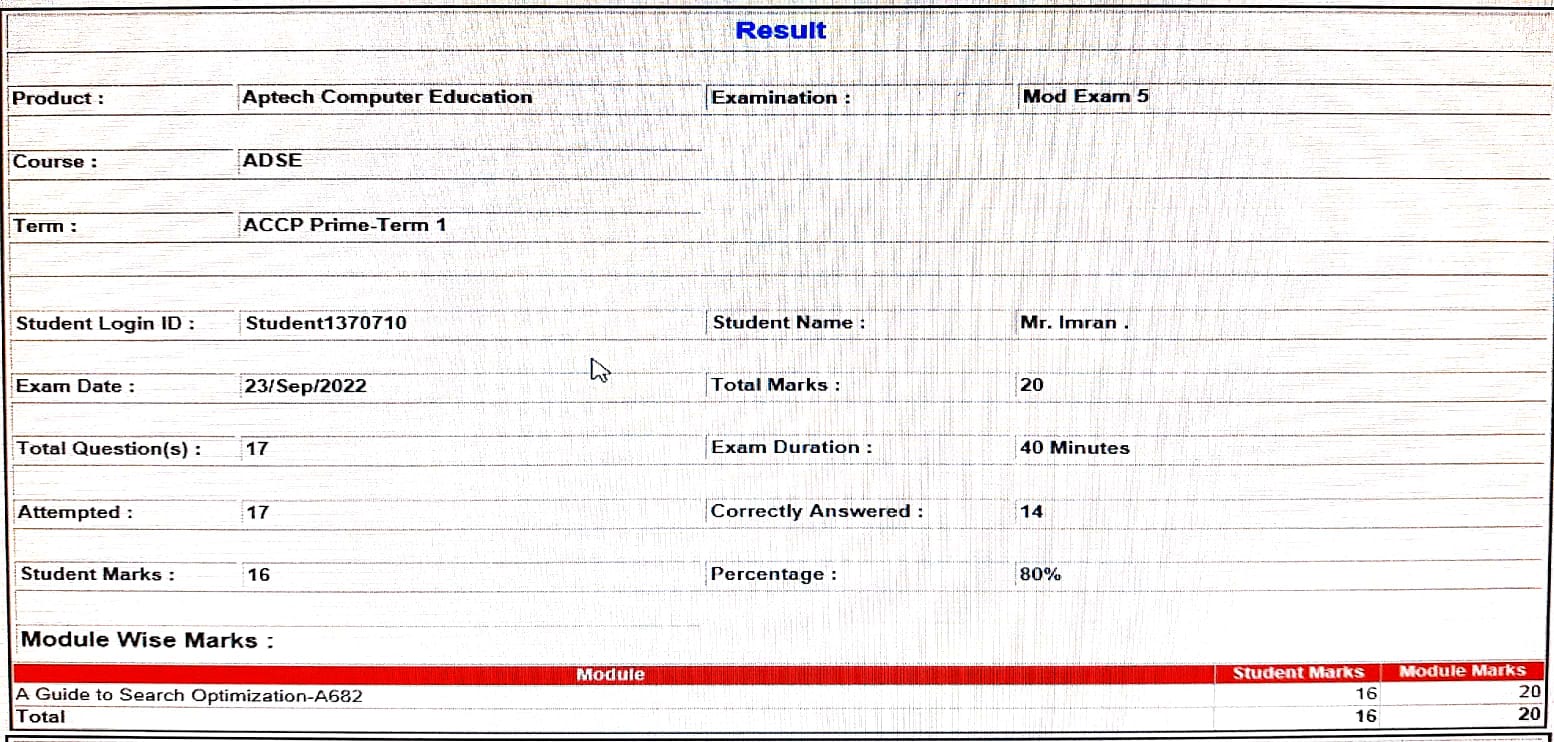 Result
Product : Aptech Computer Education Examination : Mod Exam 5
Course : ADSE
Term : ACCP Prime-Term 1
Student Login ID : Student1370710 Student Name : Mr. Imran .
Exam Date : 23/Sep/2022 Total Marks : 20
Total Question(s) : 17 Exam Duration : 40 Minutes
Attempted : 17 Correctly Answered : 14
Student Marks : 16 Percentage : 80%
Module Wise Marks :
Module Student Marks Module Marks
A Guide to Search Optimization-A682 16 20
Total 16 20